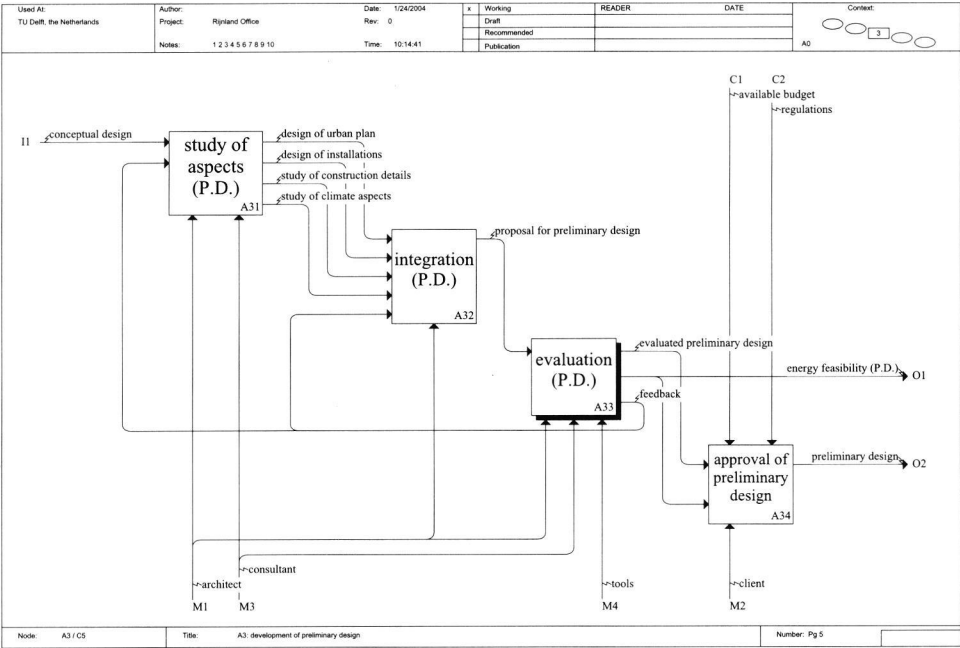 Used At:
TU Delft, the Netherlands
Author:
Project: Rijnland Office
Notes: 1 2 3 4 5 6 7 8 9 10
Date: 1/24/2004
Rev: 0
Time: 10:14:41
x Working
Draft
Recommended
Publication
READER DATE
Context:
3
A0
C1 C2
available budget
regulations
I1 conceptual design
study of
aspects
(P.D.)
A31
design of urban plan
design of installations
study of construction details
study of climate aspects
integration
(P.D.)
A32
proposal for preliminary design
evaluation
(P.D.)
A33
evaluated preliminary design
energy feasibility (P.D.) O1
feedback
approval of
preliminary
design
A34
preliminary design O2
consultant
architect
tools
client
M1 M3 M4 M2
Node: A3 / C5
Title: A3: development of preliminary design
Number: Pg 5